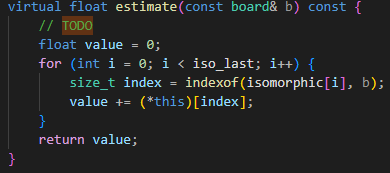 virtual float estimate(const board& b) const {
    // TODO
    float value = 0;
    for (int i = 0; i < iso_last; i++) {
        size_t index = indexof(isomorphic[i], b);
        value += (*this)[index];
    }
    return value;
}